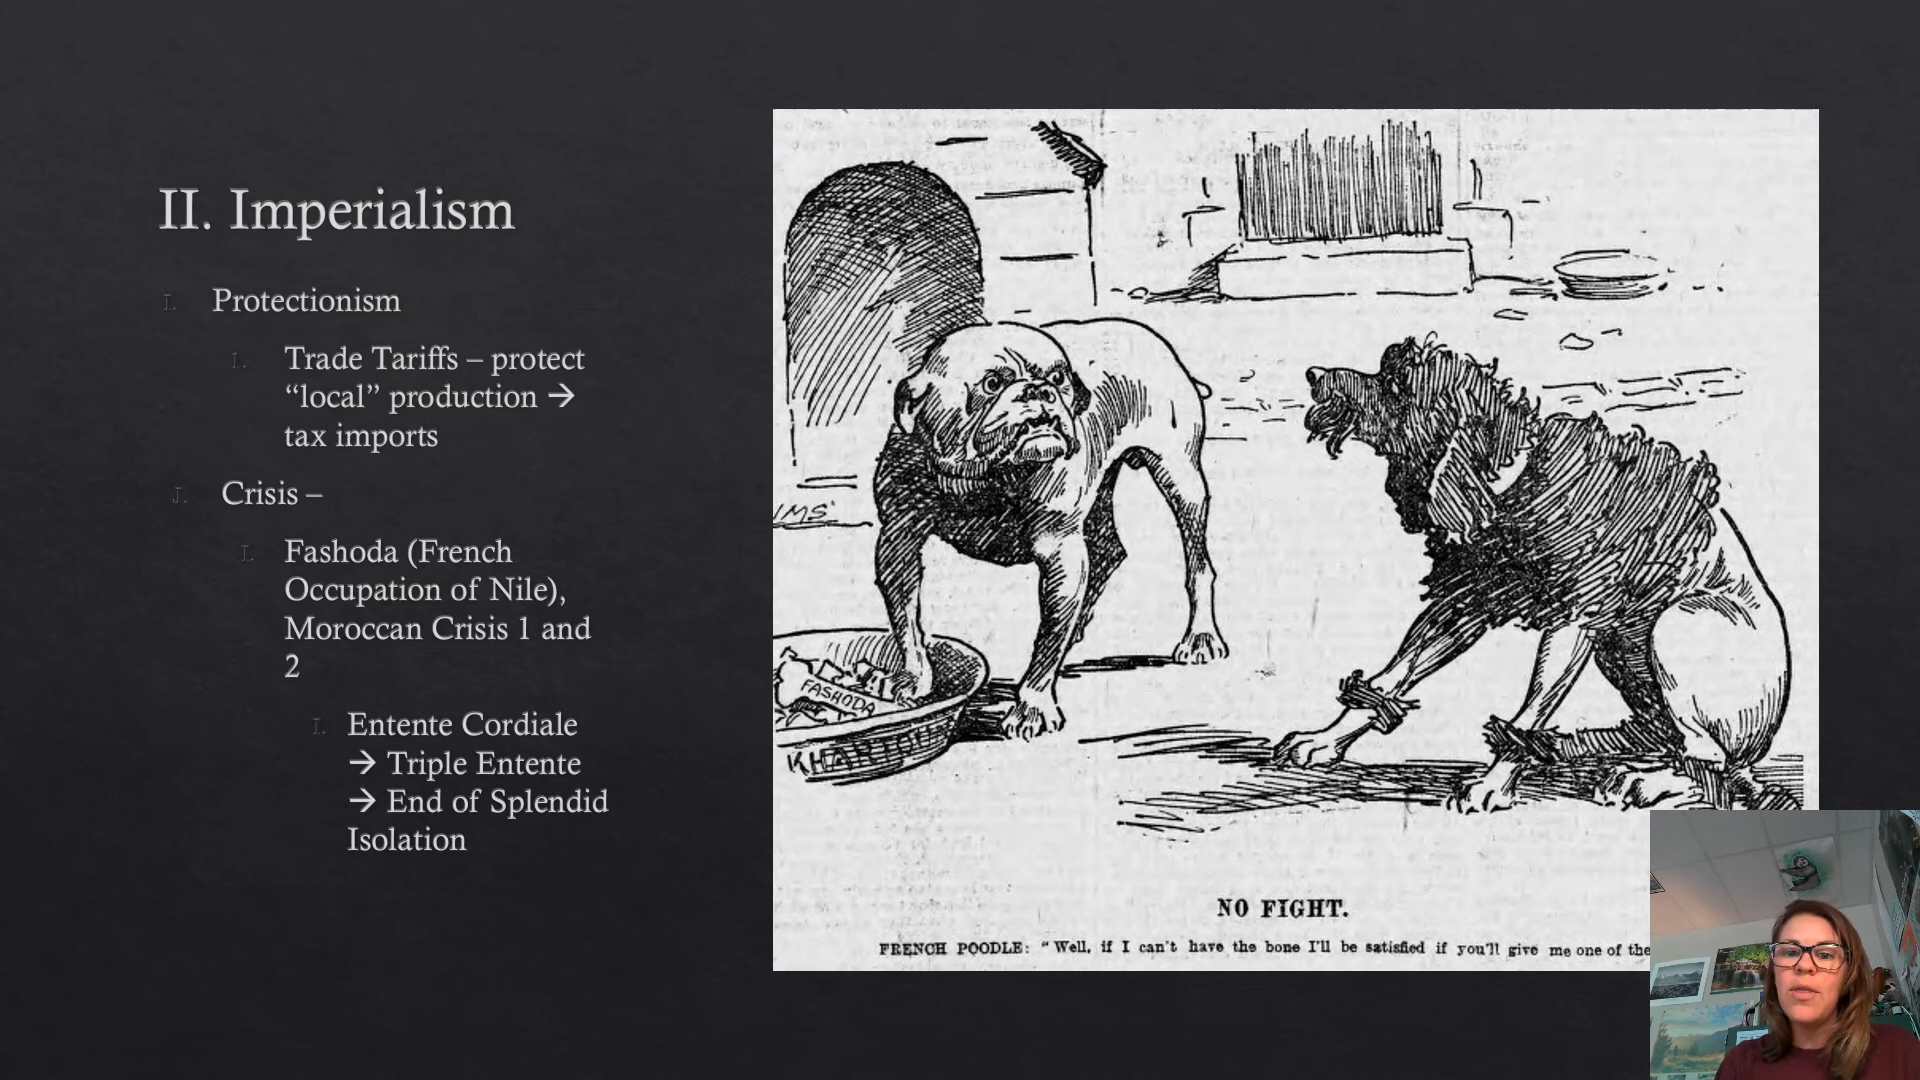 II. Imperialism
I. Protectionism
I. Trade Tariffs – protect
“local” production →
tax imports
J. Crisis –
I. Fashoda (French
Occupation of Nile),
Moroccan Crisis 1 and
2
I. Entente Cordiale
→ Triple Entente
→ End of Splendid
Isolation
IMS
FASHODA
KHARTOUM
NO FIGHT.
FRENCH POODLE: “Well, if I can't have the bone I'll be satisfied if you'll give me one of the